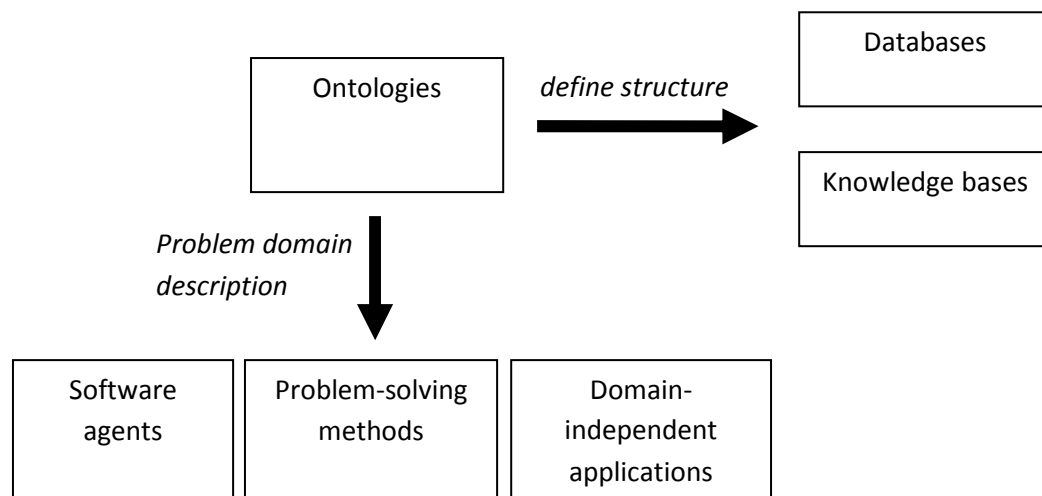 Databases
Ontologies
define structure
Knowledge bases
Problem domain
description
Software
agents
Problem-solving
methods
Domain-
independent
applications